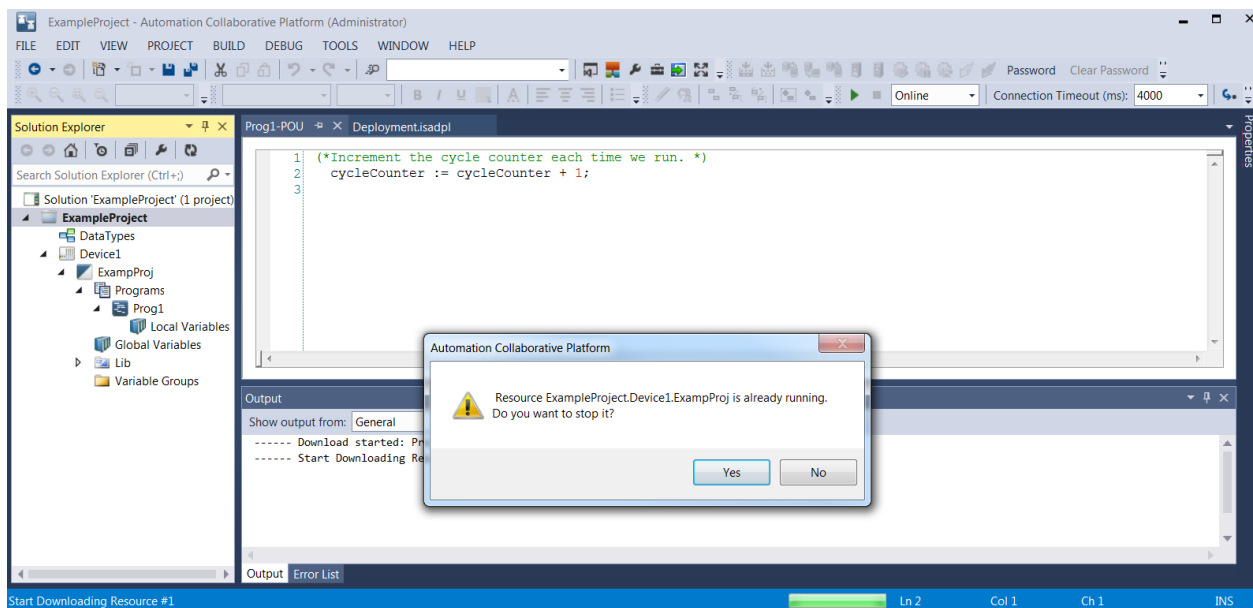 ExampleProject - Automation Collaborative Platform (Administrator)
FILE EDIT VIEW PROJECT BUILD DEBUG TOOLS WINDOW HELP
Password Clear Password
Online Connection Timeout (ms): 4000
Solution Explorer
Search Solution Explorer (Ctrl+;)
Solution 'ExampleProject' (1 project)
ExampleProject
DataTypes
Device1
ExampProj
Programs
Prog1
Local Variables
Global Variables
Lib
Variable Groups
Prog1-POU Deployment.isadpl
1 (*Increment the cycle counter each time we run. *)
2 cycleCounter := cycleCounter + 1;
3
Properties
Automation Collaborative Platform
Resource ExampleProject.Device1.ExampProj is already running.
Do you want to stop it?
Yes No
Output
Show output from: General
------ Download started: Pr
------ Start Downloading Re
Output Error List
Start Downloading Resource #1 Ln 2 Col 1 Ch 1 INS